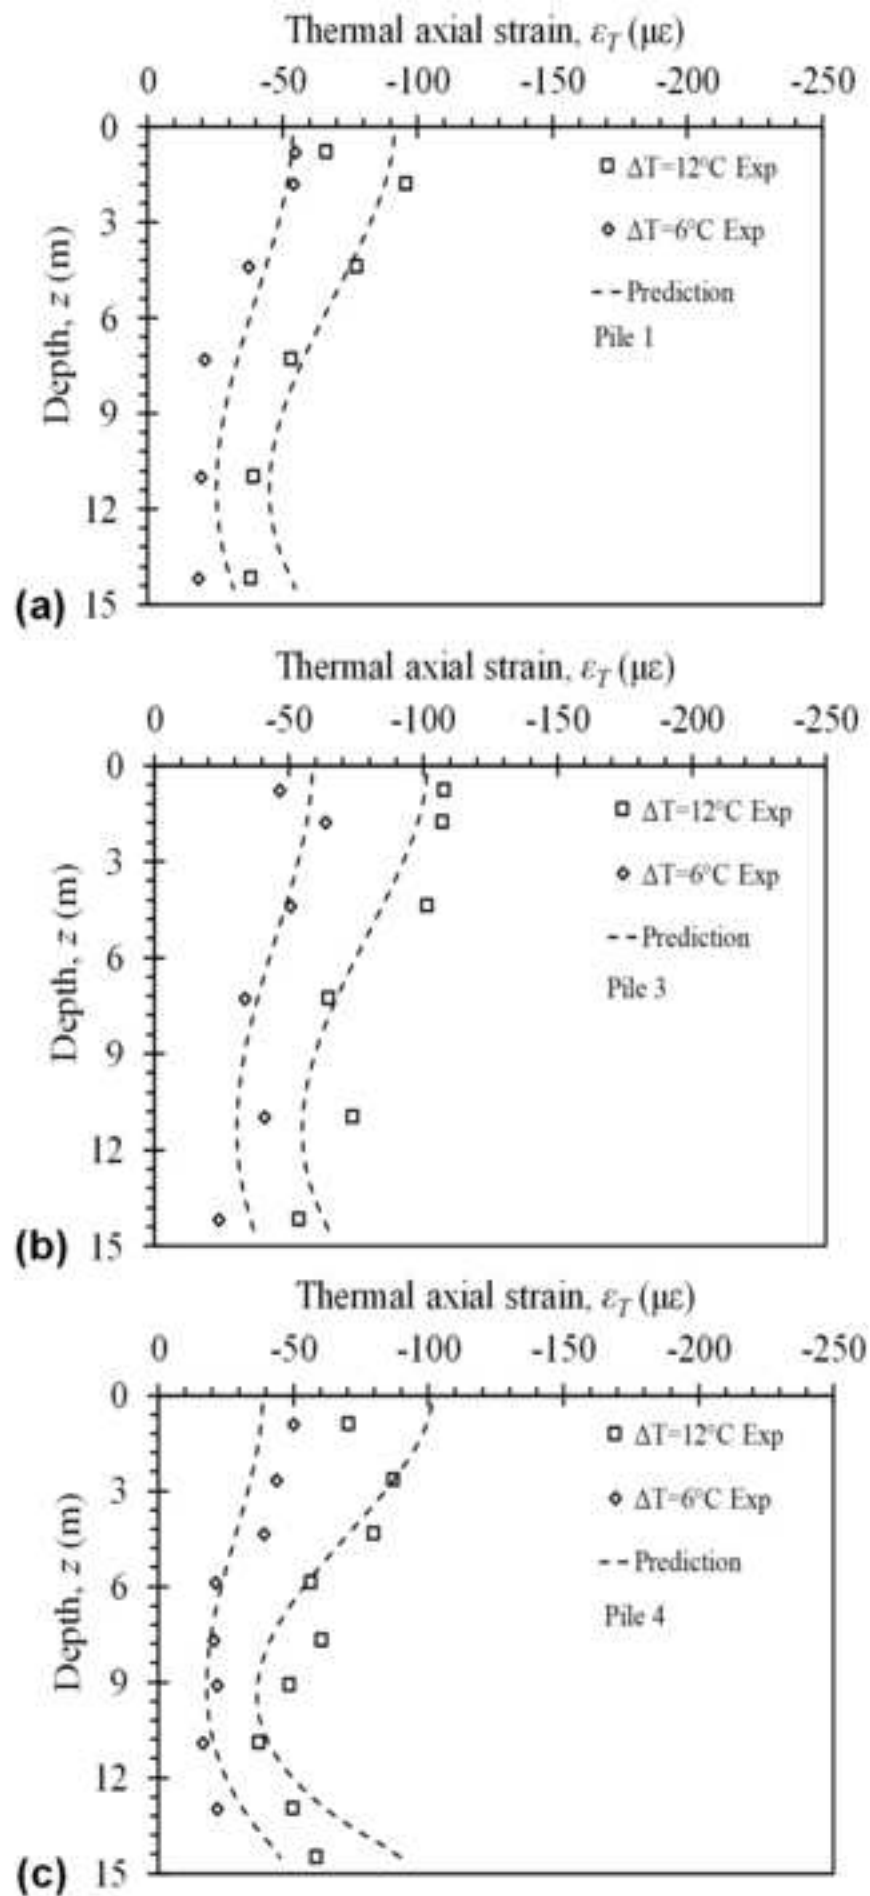 Thermal axial strain, εT (με)
0 -50 -100 -150 -200 -250
0
3
6
9
12
15
Depth, z (m)
ΔT=12°C Exp
ΔT=6°C Exp
Prediction
Pile 1
(a)
Thermal axial strain, εT (με)
0 -50 -100 -150 -200 -250
0
3
6
9
12
15
Depth, z (m)
ΔT=12°C Exp
ΔT=6°C Exp
Prediction
Pile 3
(b)
Thermal axial strain, εT (με)
0 -50 -100 -150 -200 -250
0
3
6
9
12
15
Depth, z (m)
ΔT=12°C Exp
ΔT=6°C Exp
Prediction
Pile 4
(c)